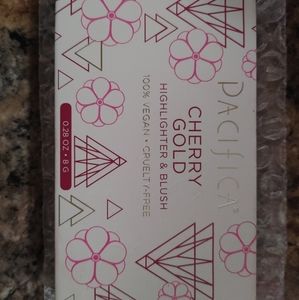 PACIFICA®
CHERRY
GOLD
HIGHLIGHTER & BLUSH
100% VEGAN • CRUELTY-FREE
0.28 OZ • 8 G